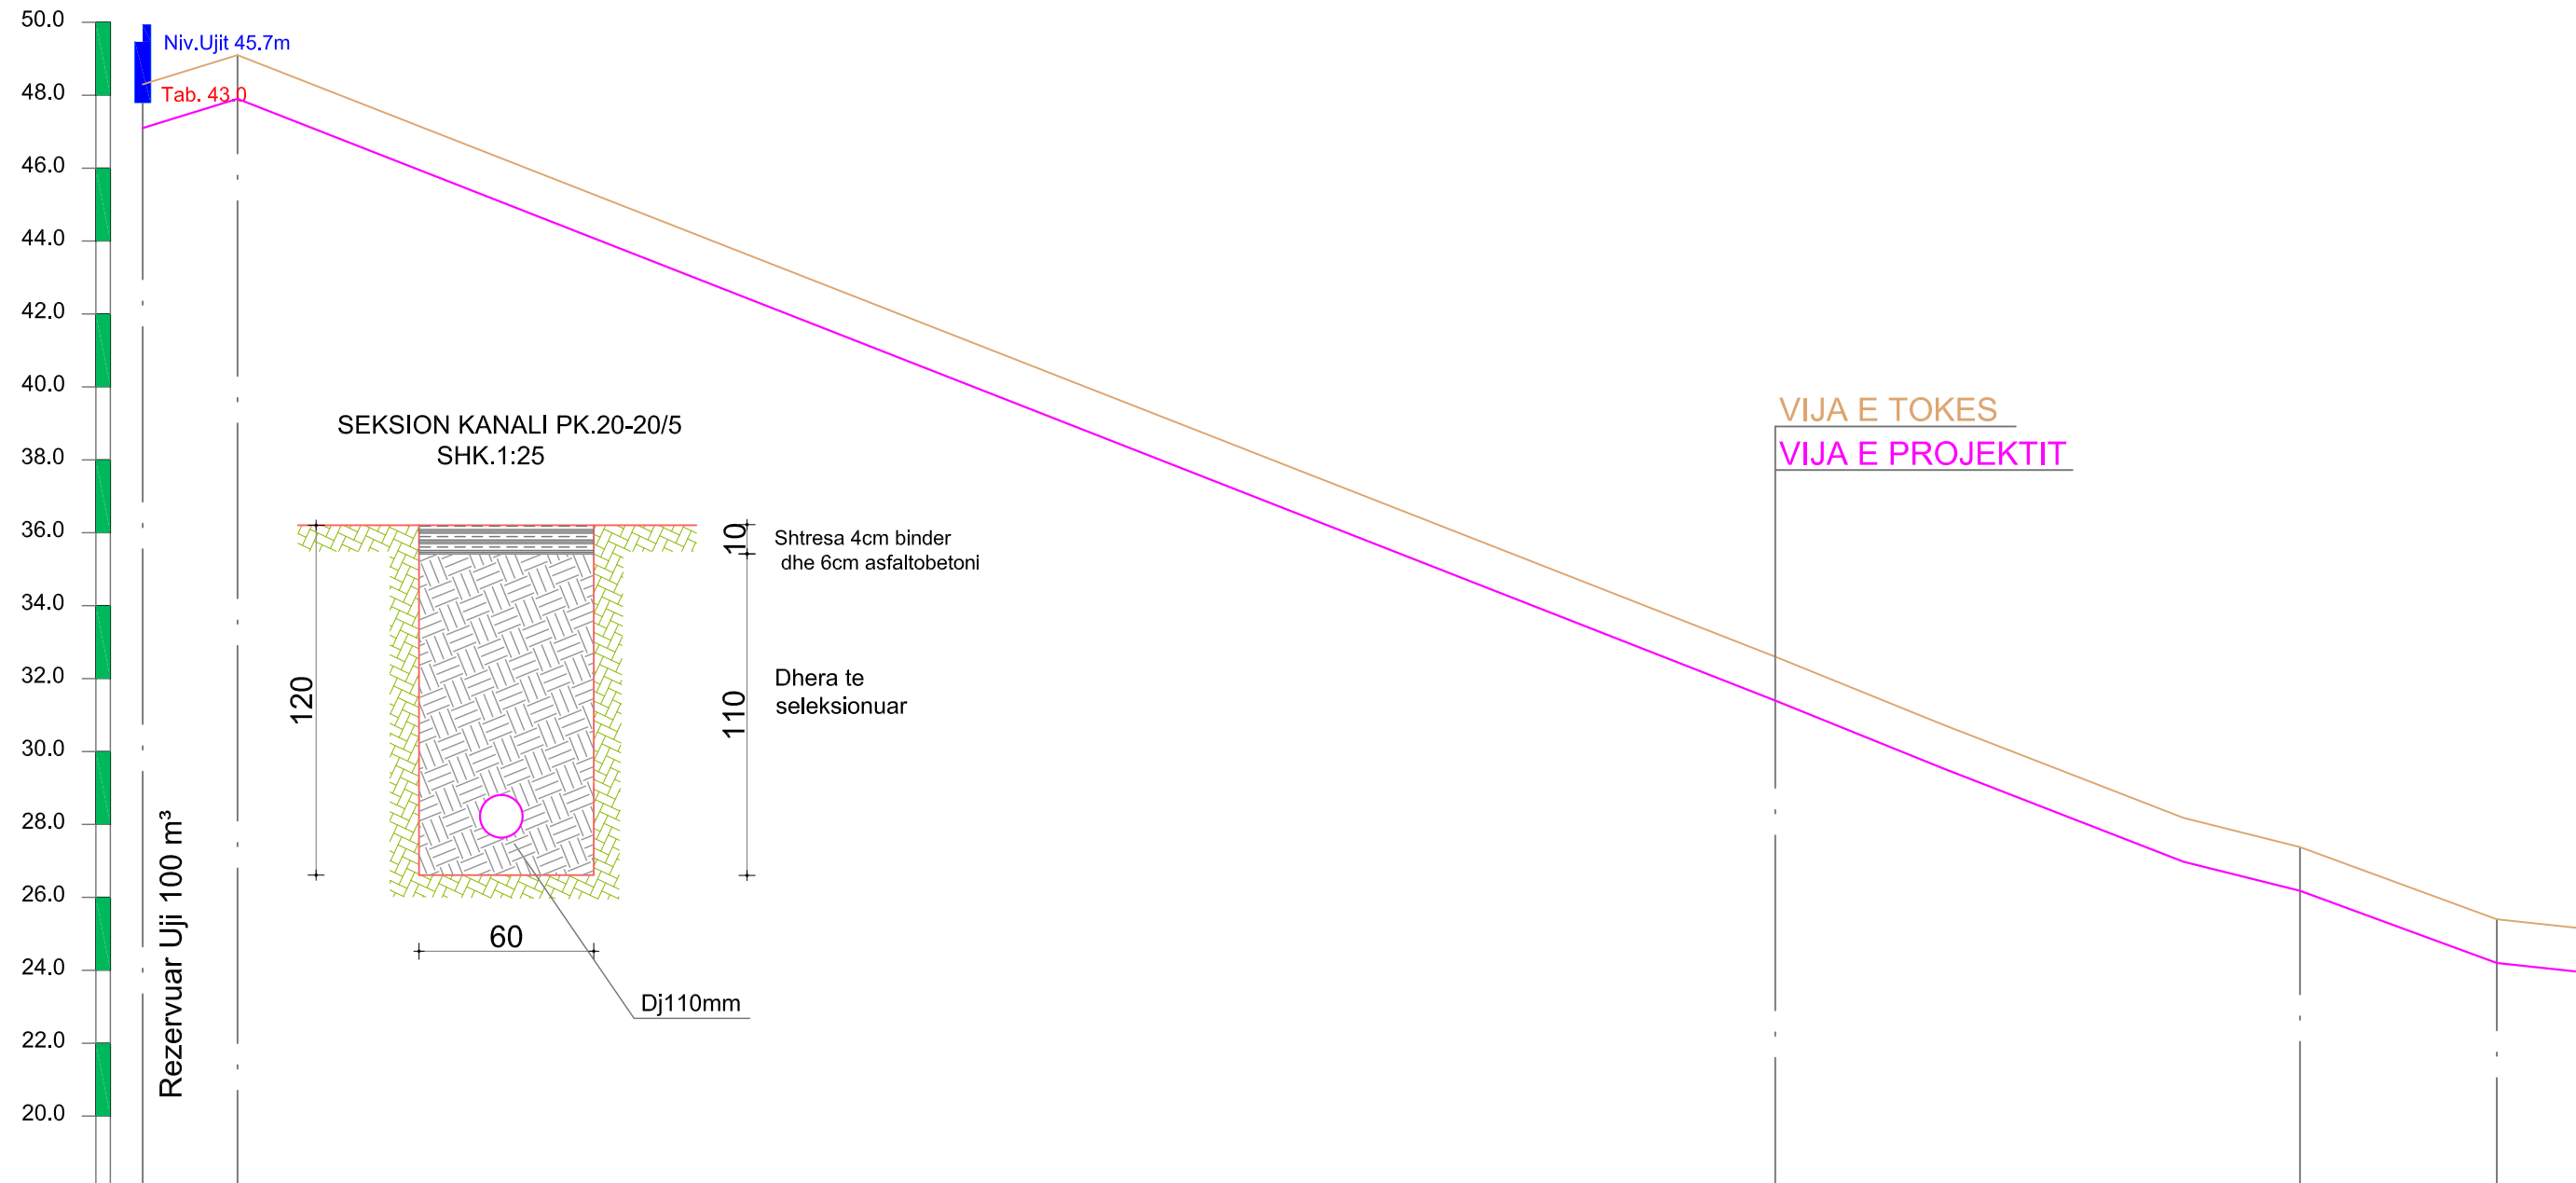 50.0
48.0
46.0
44.0
42.0
40.0
38.0
36.0
34.0
32.0
30.0
28.0
26.0
24.0
22.0
20.0
Niv.Ujit 45.7m
Tab. 43.0
Rezervuar Uji 100 m³
SEKSION KANALI PK.20-20/5
SHK.1:25
120
10
110
Shtresa 4cm binder
dhe 6cm asfaltobetoni
Dhera te
seleksionuar
60
Dj110mm
VIJA E TOKES
VIJA E PROJEKTIT